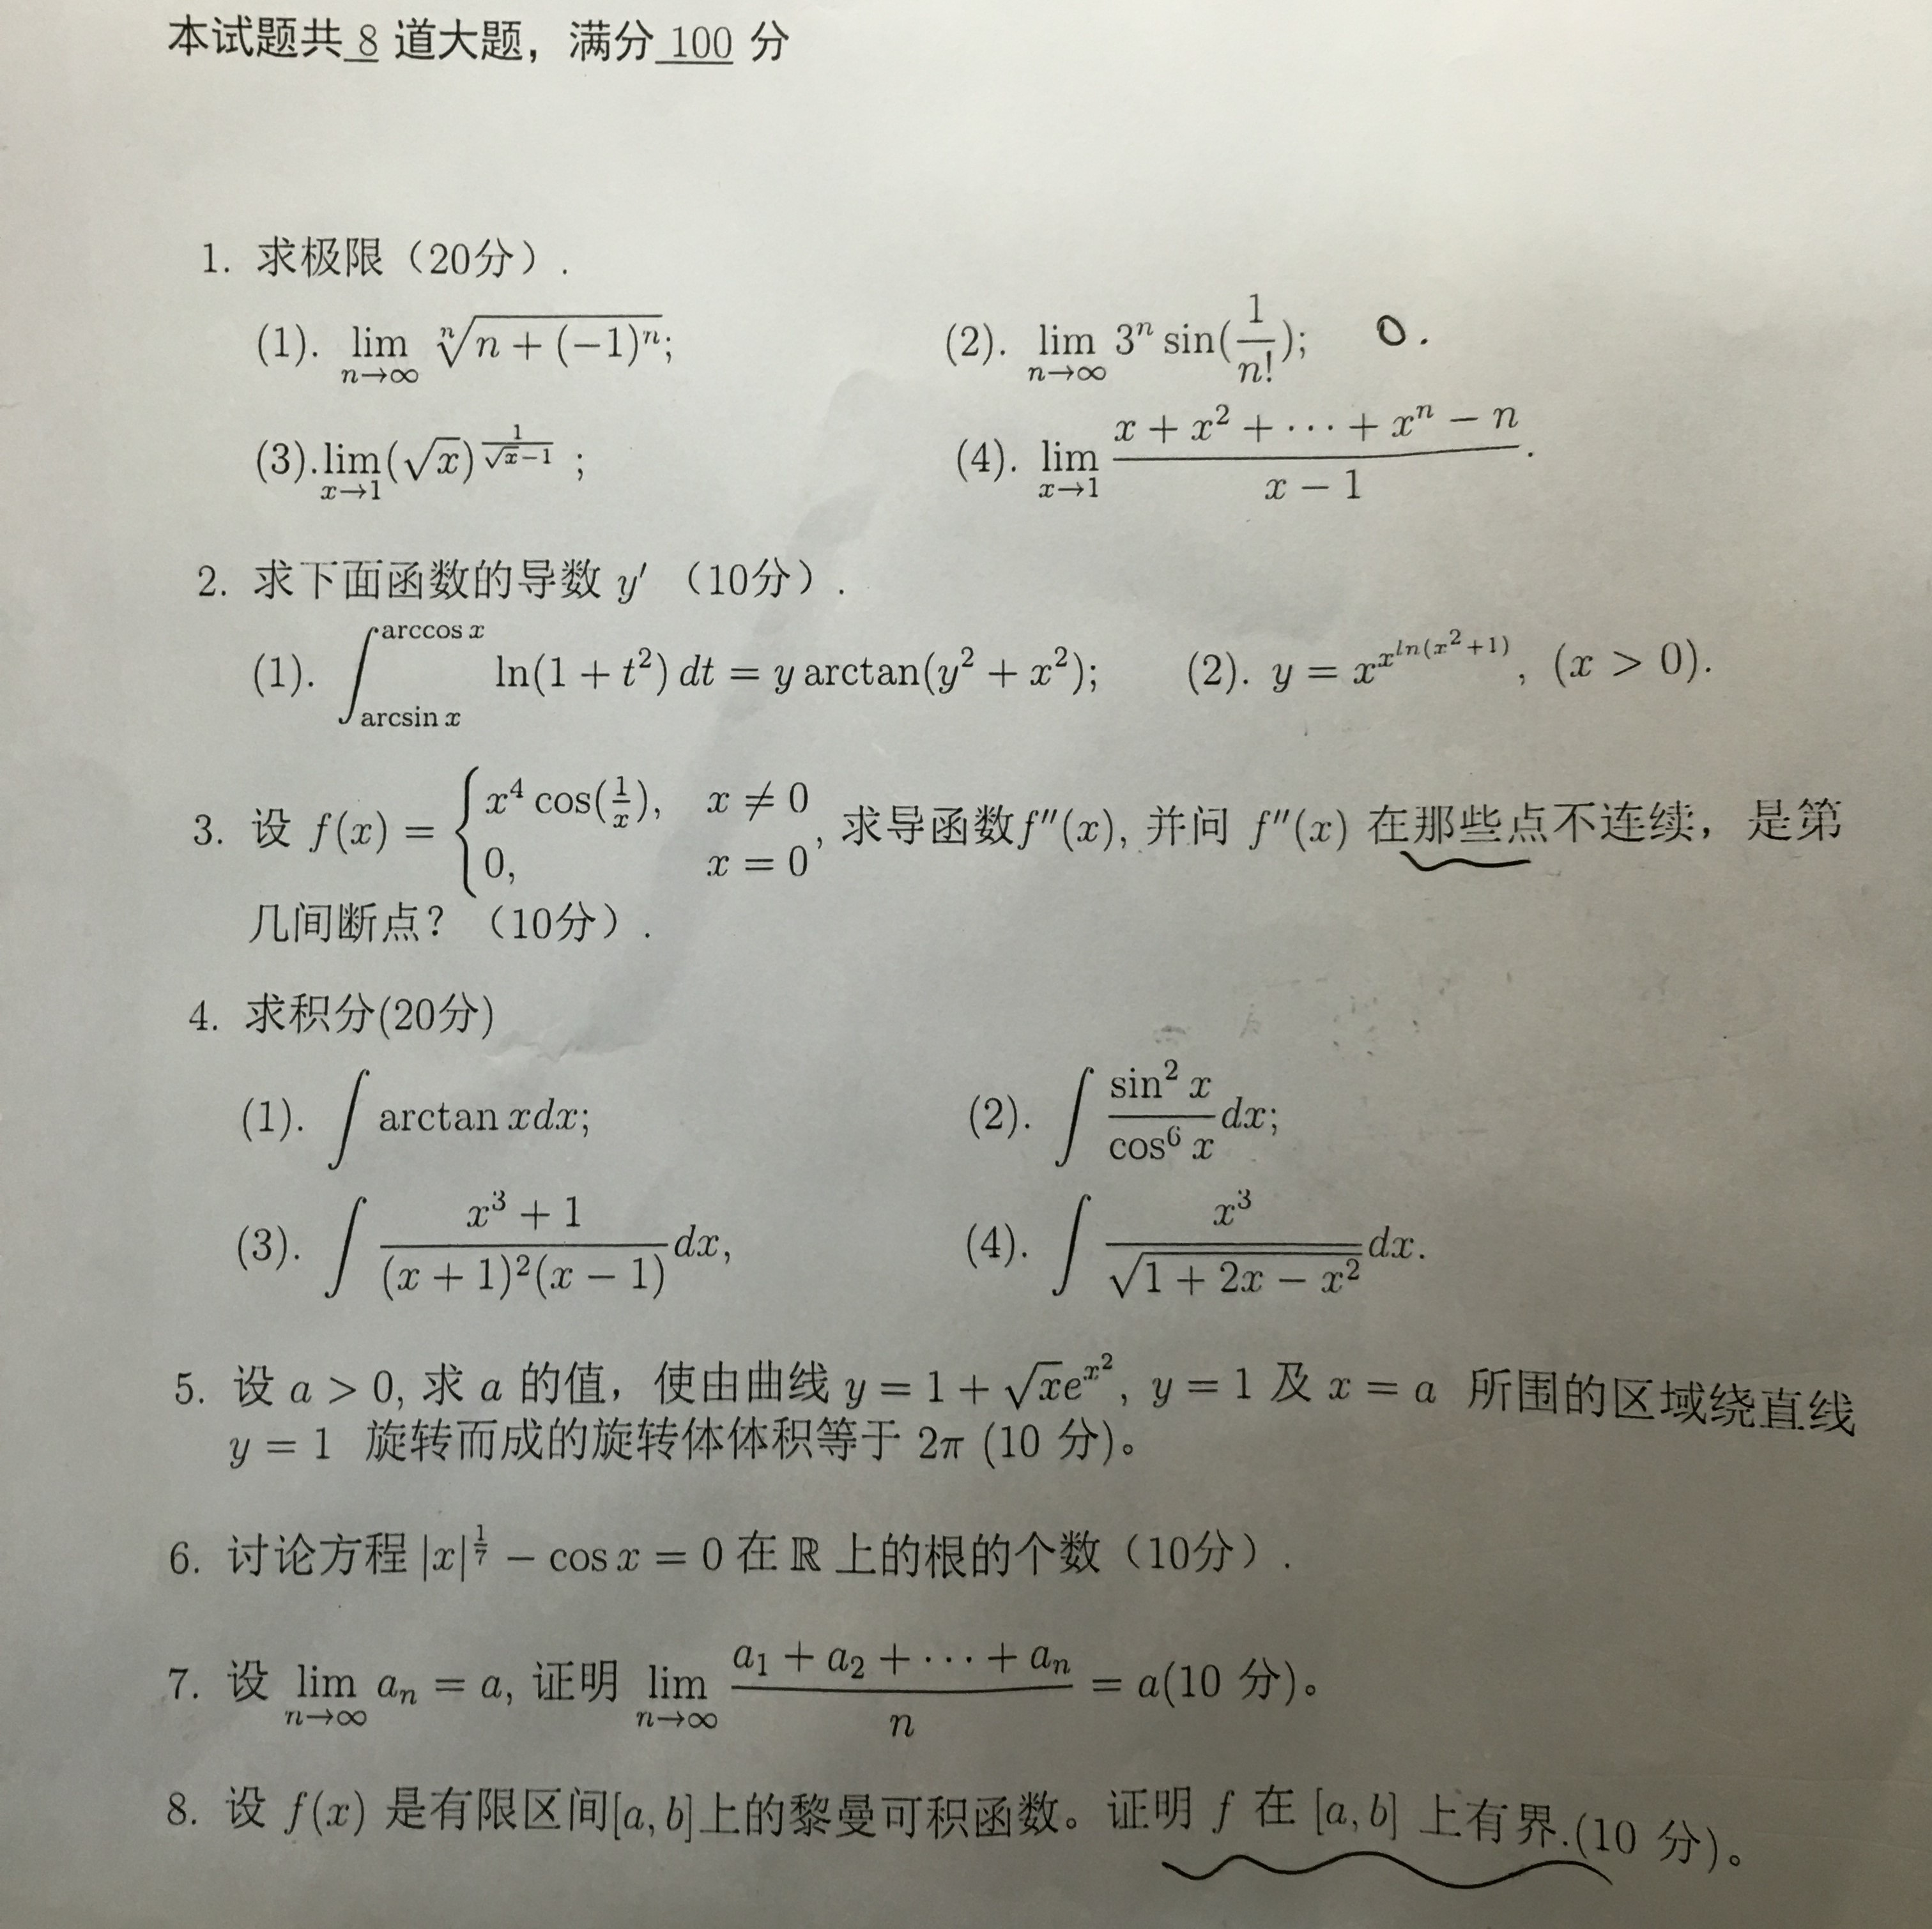 本试题共 8 道大题，满分 100 分
1. 求极限（20分）.
(1). $\lim_{n\to\infty} \sqrt[n]{n+(-1)^n}$; (2). $\lim_{n\to\infty} 3^n \sin(\frac{1}{n!})$; 0.
(3). $\lim_{x\to 1} (\sqrt{x})^{\frac{1}{\sqrt{x}-1}}$ ; (4). $\lim_{x\to 1} \frac{x+x^2+\cdots+x^n-n}{x-1}$.
2. 求下面函数的导数 $y'$ （10分）.
(1). $\int_{\arcsin x}^{\arccos x} \ln(1+t^2)\,dt = y\arctan(y^2+x^2)$; (2). $y = x^{x^{ln(x^2+1)}}$, $(x>0)$.
3. 设 $f(x) = \begin{cases} x^4\cos(\frac{1}{x}), & x\neq 0 \\ 0, & x=0 \end{cases}$, 求导函数$f''(x)$, 并问 $f''(x)$ 在那些点不连续，是第
几间断点？（10分）.
4. 求积分(20分)
(1). $\int \arctan x dx$; (2). $\int \frac{\sin^2 x}{\cos^6 x} dx$;
(3). $\int \frac{x^3+1}{(x+1)^2(x-1)} dx$, (4). $\int \frac{x^3}{\sqrt{1+2x-x^2}} dx$.
5. 设 $a>0$, 求 $a$ 的值，使由曲线 $y=1+\sqrt{x}e^{x^2}$, $y=1$ 及 $x=a$ 所围的区域绕直线
$y=1$ 旋转而成的旋转体体积等于 $2\pi$ (10 分)。
6. 讨论方程 $|x|^{\frac{1}{7}} - \cos x = 0$ 在 $\mathbb{R}$ 上的根的个数（10分）.
7. 设 $\lim_{n\to\infty} a_n = a$, 证明 $\lim_{n\to\infty} \frac{a_1+a_2+\cdots+a_n}{n} = a$(10 分)。
8. 设 $f(x)$ 是有限区间$[a,b]$上的黎曼可积函数。证明 $f$ 在 $[a,b]$ 上有界.(10 分)。